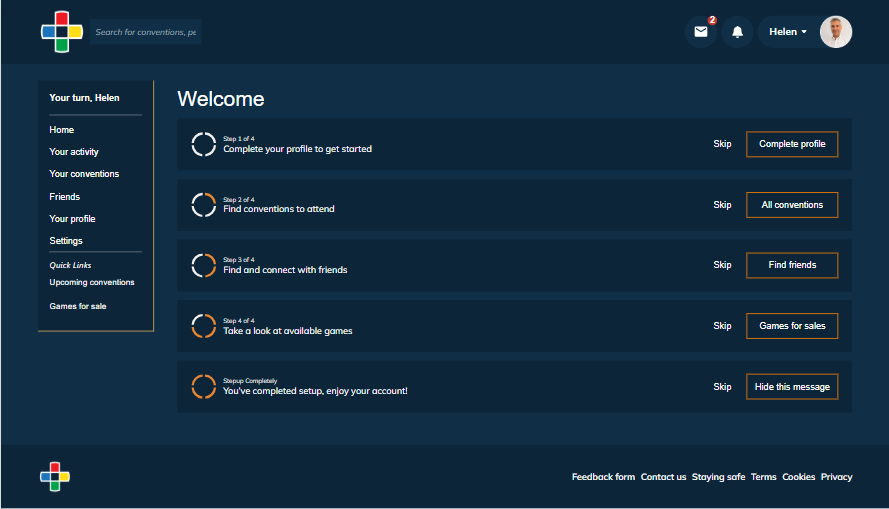 Search for conventions, pe
2
Helen
Your turn, Helen
Home
Your activity
Your conventions
Friends
Your profile
Settings
Quick Links
Upcoming conventions
Games for sale
Welcome
Step 1 of 4
Complete your profile to get started
Skip
Complete profile
Step 2 of 4
Find conventions to attend
Skip
All conventions
Step 3 of 4
Find and connect with friends
Skip
Find friends
Step 4 of 4
Take a look at available games
Skip
Games for sales
Stepup Completely
You've completed setup, enjoy your account!
Skip
Hide this message
Feedback form Contact us Staying safe Terms Cookies Privacy